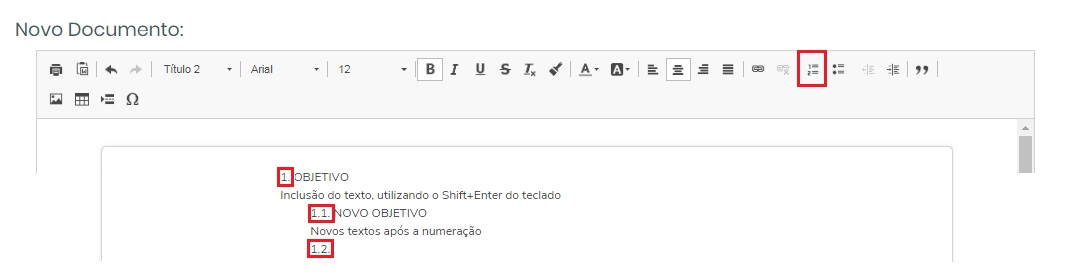 Novo Documento:
Título 2 Arial 12 B I U S Tx A A
Ω
1. OBJETIVO
Inclusão do texto, utilizando o Shift+Enter do teclado
1.1. NOVO OBJETIVO
Novos textos após a numeração
1.2.